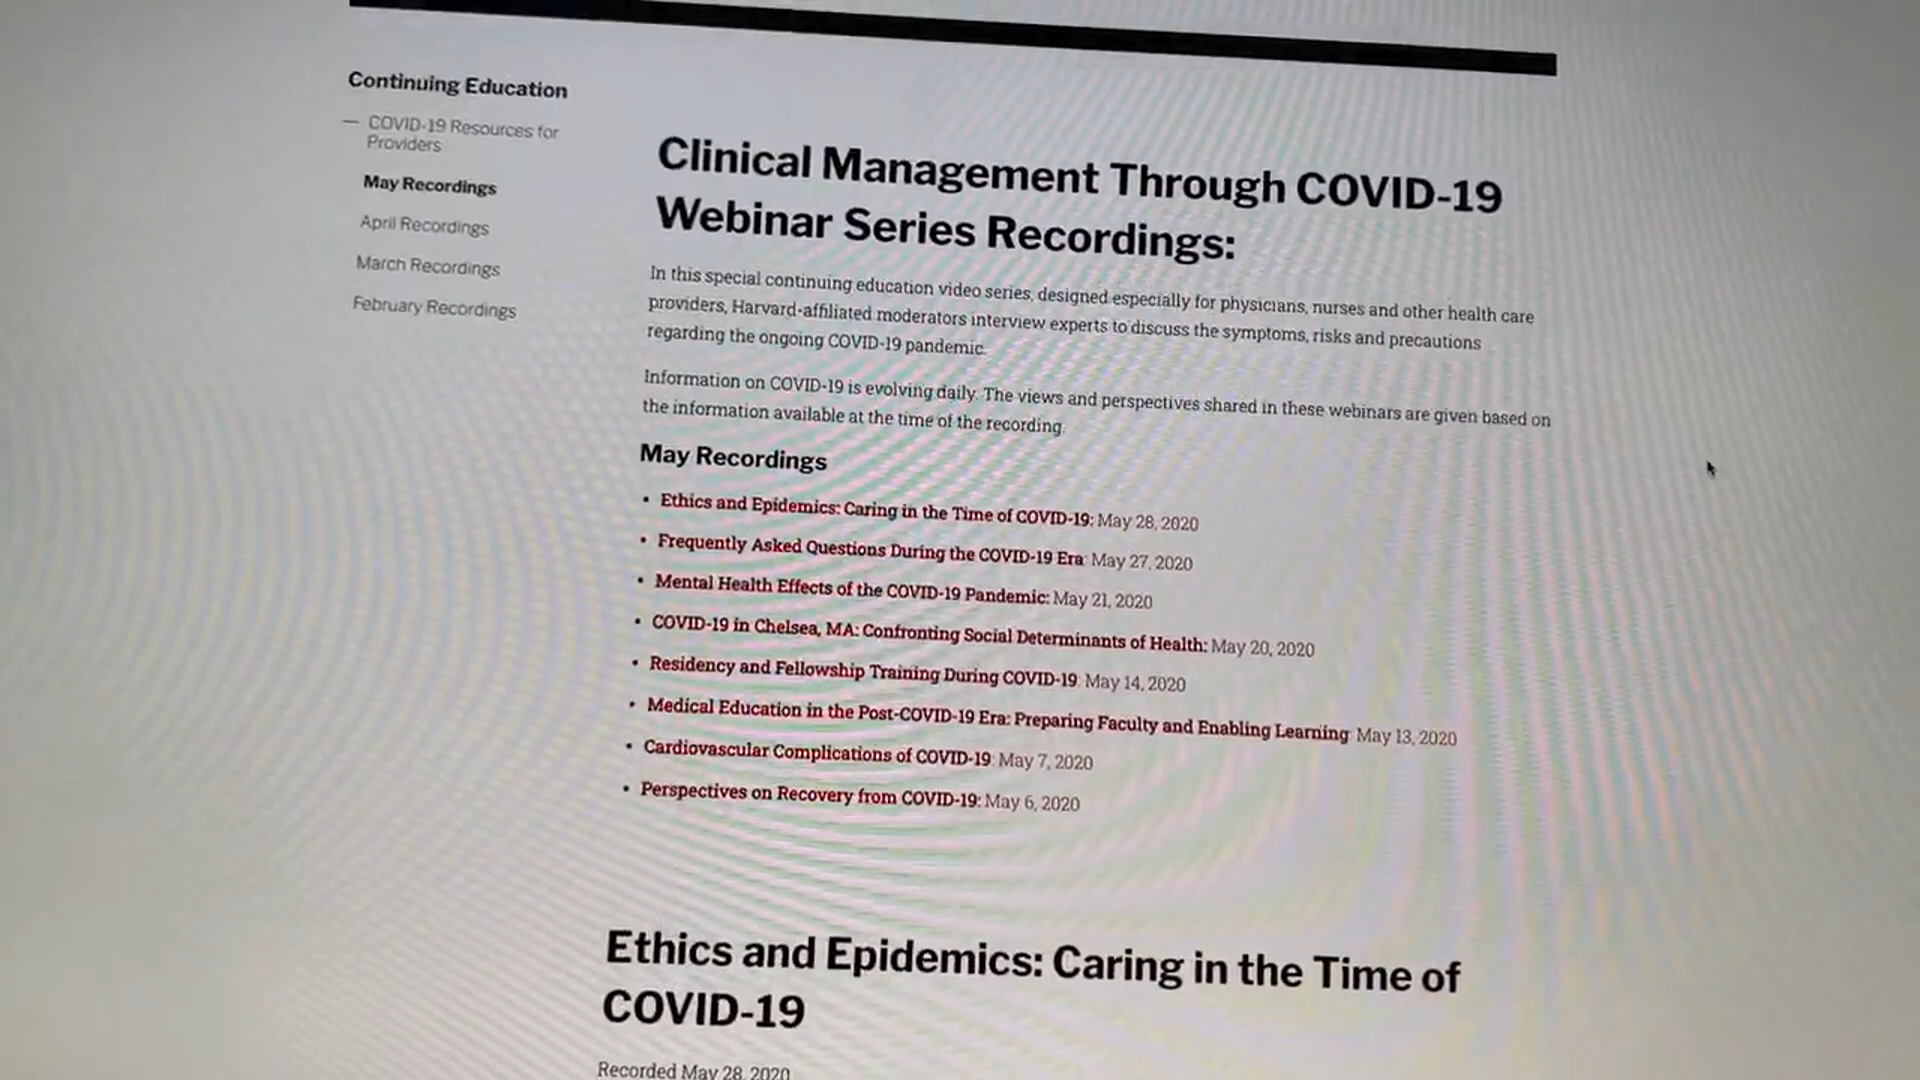 Continuing Education
— COVID-19 Resources for
Providers
May Recordings
April Recordings
March Recordings
February Recordings
Clinical Management Through COVID-19
Webinar Series Recordings:
In this special continuing education video series, designed especially for physicians, nurses and other health care
providers, Harvard-affiliated moderators interview experts to discuss the symptoms, risks and precautions
regarding the ongoing COVID-19 pandemic.
Information on COVID-19 is evolving daily. The views and perspectives shared in these webinars are given based on
the information available at the time of the recording.
May Recordings
• Ethics and Epidemics: Caring in the Time of COVID-19: May 28, 2020
• Frequently Asked Questions During the COVID-19 Era: May 27, 2020
• Mental Health Effects of the COVID-19 Pandemic: May 21, 2020
• COVID-19 in Chelsea, MA: Confronting Social Determinants of Health: May 20, 2020
• Residency and Fellowship Training During COVID-19: May 14, 2020
• Medical Education in the Post-COVID-19 Era: Preparing Faculty and Enabling Learning: May 13, 2020
• Cardiovascular Complications of COVID-19: May 7, 2020
• Perspectives on Recovery from COVID-19: May 6, 2020
Ethics and Epidemics: Caring in the Time of
COVID-19
Recorded May 28, 2020